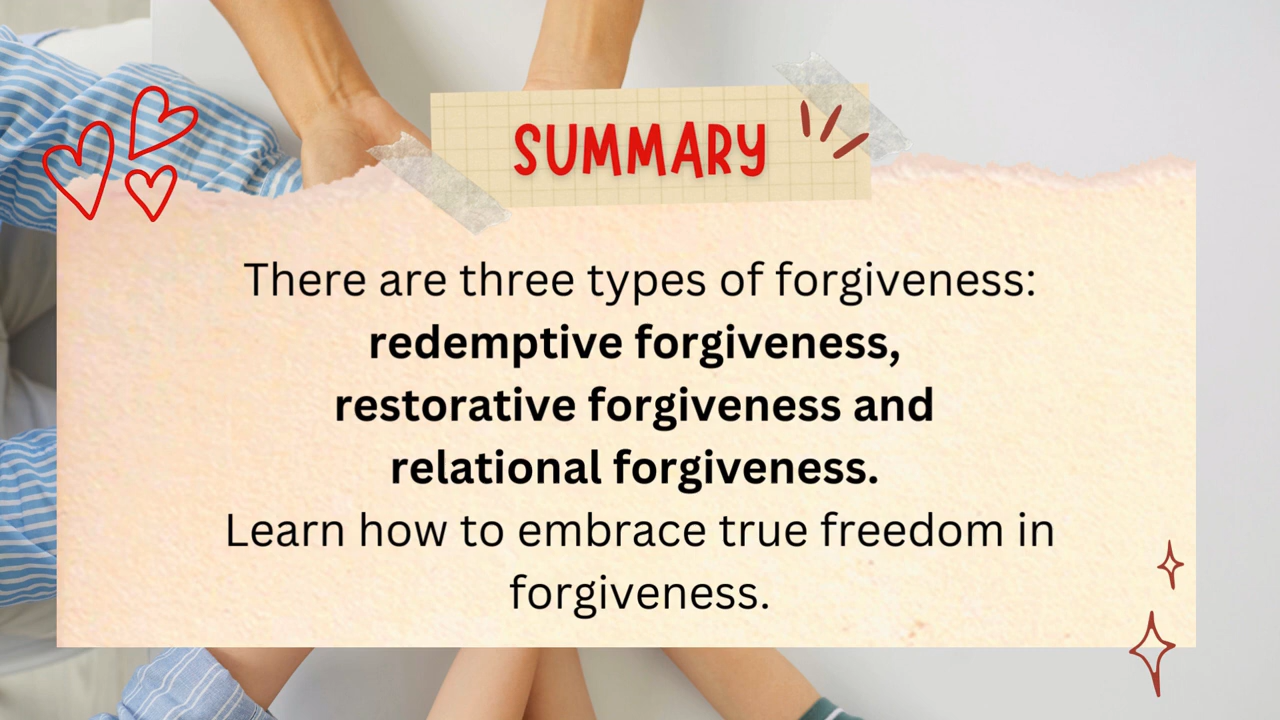 SUMMARY
There are three types of forgiveness:
redemptive forgiveness,
restorative forgiveness and
relational forgiveness.
Learn how to embrace true freedom in
forgiveness.